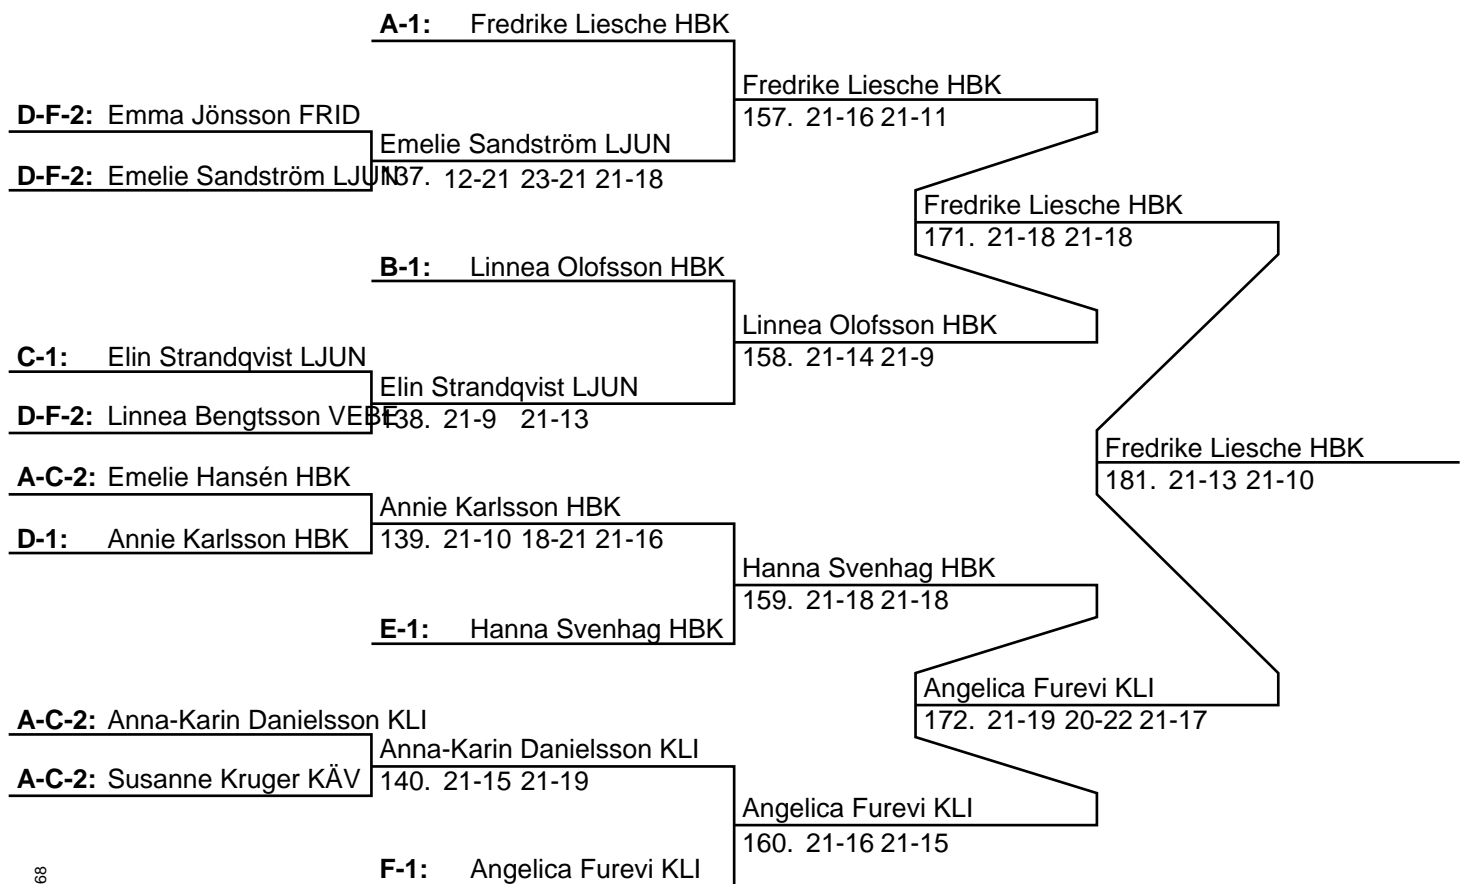 A-1: Fredrike Liesche HBK
Fredrike Liesche HBK
D-F-2: Emma Jönsson FRID
157. 21-16 21-11
Emelie Sandström LJUN
D-F-2: Emelie Sandström LJUN
137. 12-21 23-21 21-18
Fredrike Liesche HBK
171. 21-18 21-18
B-1: Linnea Olofsson HBK
Linnea Olofsson HBK
C-1: Elin Strandqvist LJUN
158. 21-14 21-9
Elin Strandqvist LJUN
D-F-2: Linnea Bengtsson VEBE
138. 21-9 21-13
Fredrike Liesche HBK
A-C-2: Emelie Hansén HBK
181. 21-13 21-10
Annie Karlsson HBK
D-1: Annie Karlsson HBK
139. 21-10 18-21 21-16
Hanna Svenhag HBK
159. 21-18 21-18
E-1: Hanna Svenhag HBK
Angelica Furevi KLI
A-C-2: Anna-Karin Danielsson KLI
172. 21-19 20-22 21-17
Anna-Karin Danielsson KLI
A-C-2: Susanne Kruger KÄV
140. 21-15 21-19
Angelica Furevi KLI
160. 21-16 21-15
F-1: Angelica Furevi KLI
68